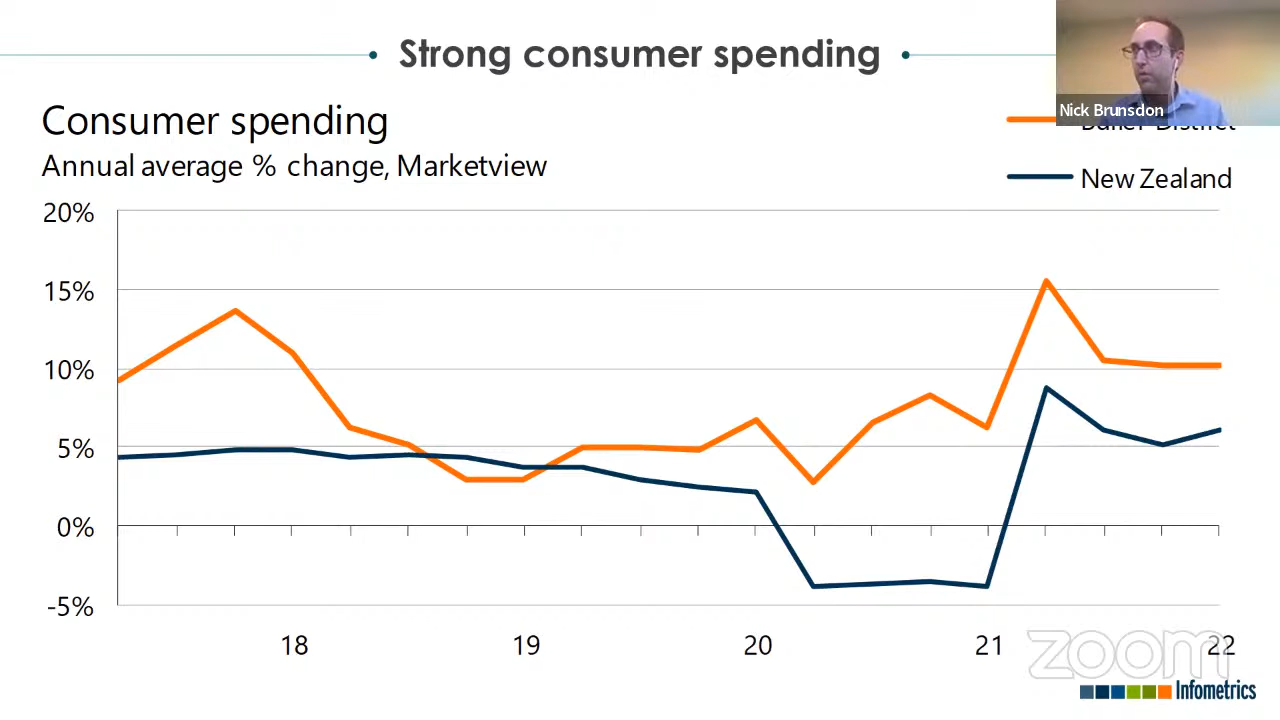 Strong consumer spending
Nick Brunsdon
Consumer spending
Annual average % change, Marketview
District
New Zealand
20%
15%
10%
5%
0%
-5%
18
19
20
21
22
zoom
Infometrics